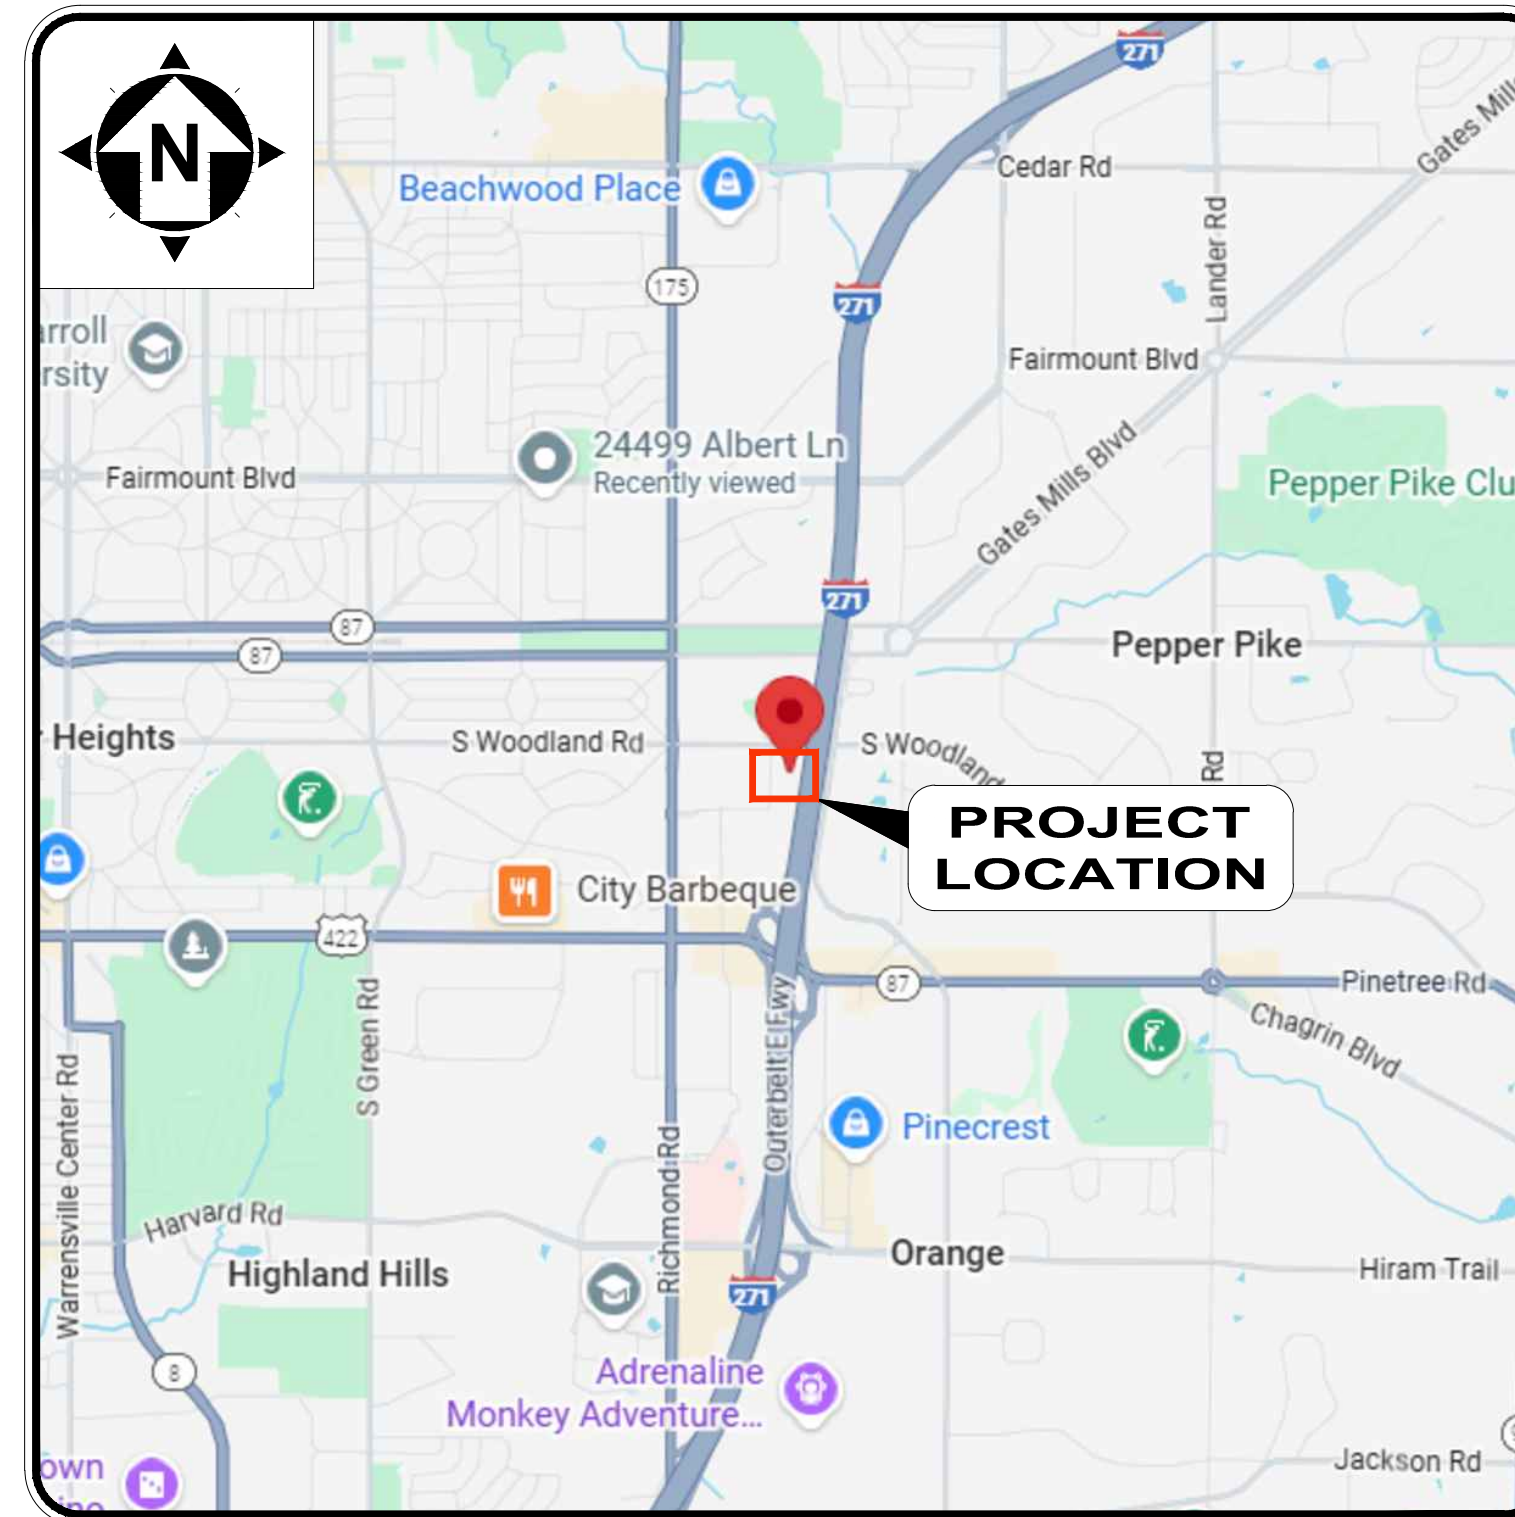 N
271
Cedar Rd
Gates Mills
Beachwood Place
Lander Rd
175
271
arroll
rsity
Fairmount Blvd
24499 Albert Ln
Recently viewed
Fairmount Blvd
Gates Mills Blvd
Pepper Pike Clu
271
87
87
Pepper Pike
Heights
S Woodland Rd
S Woodland
Rd
PROJECT
LOCATION
City Barbeque
422
87
Pinetree Rd
Chagrin Blvd
S Green Rd
Outerbelt E Fwy
Warrensville Center Rd
Pinecrest
Richmond Rd
Harvard Rd
Orange
Highland Hills
Hiram Trail
271
8
Adrenaline
Monkey Adventure...
Jackson Rd
own